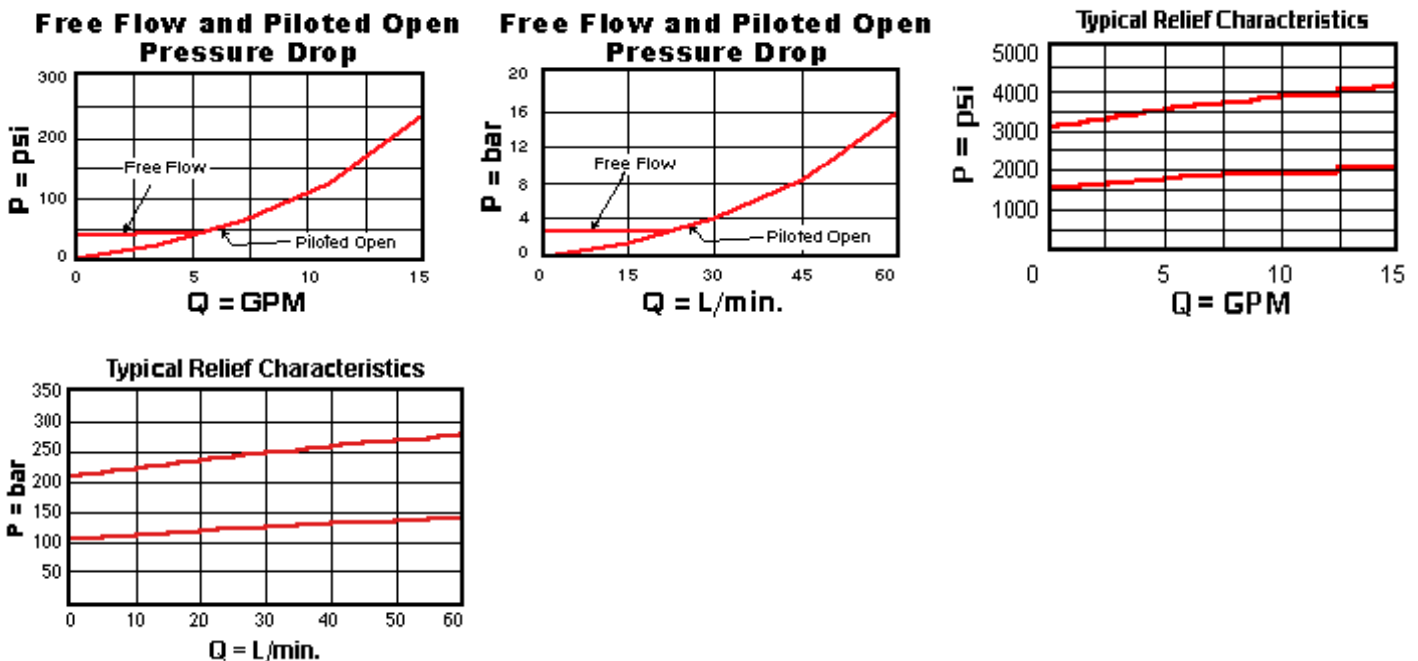 Free Flow and Piloted Open
Pressure Drop
300
200
100
0
P = psi
Free Flow
Piloted Open
0 5 10 15
Q = GPM
Free Flow and Piloted Open
Pressure Drop
20
16
12
8
4
0
P = bar
Free Flow
Piloted Open
0 15 30 45 60
Q = L/min.
Typical Relief Characteristics
5000
4000
3000
2000
1000
P = psi
0 5 10 15
Q = GPM
Typical Relief Characteristics
350
300
250
200
150
100
50
P = bar
0 10 20 30 40 50 60
Q = L/min.